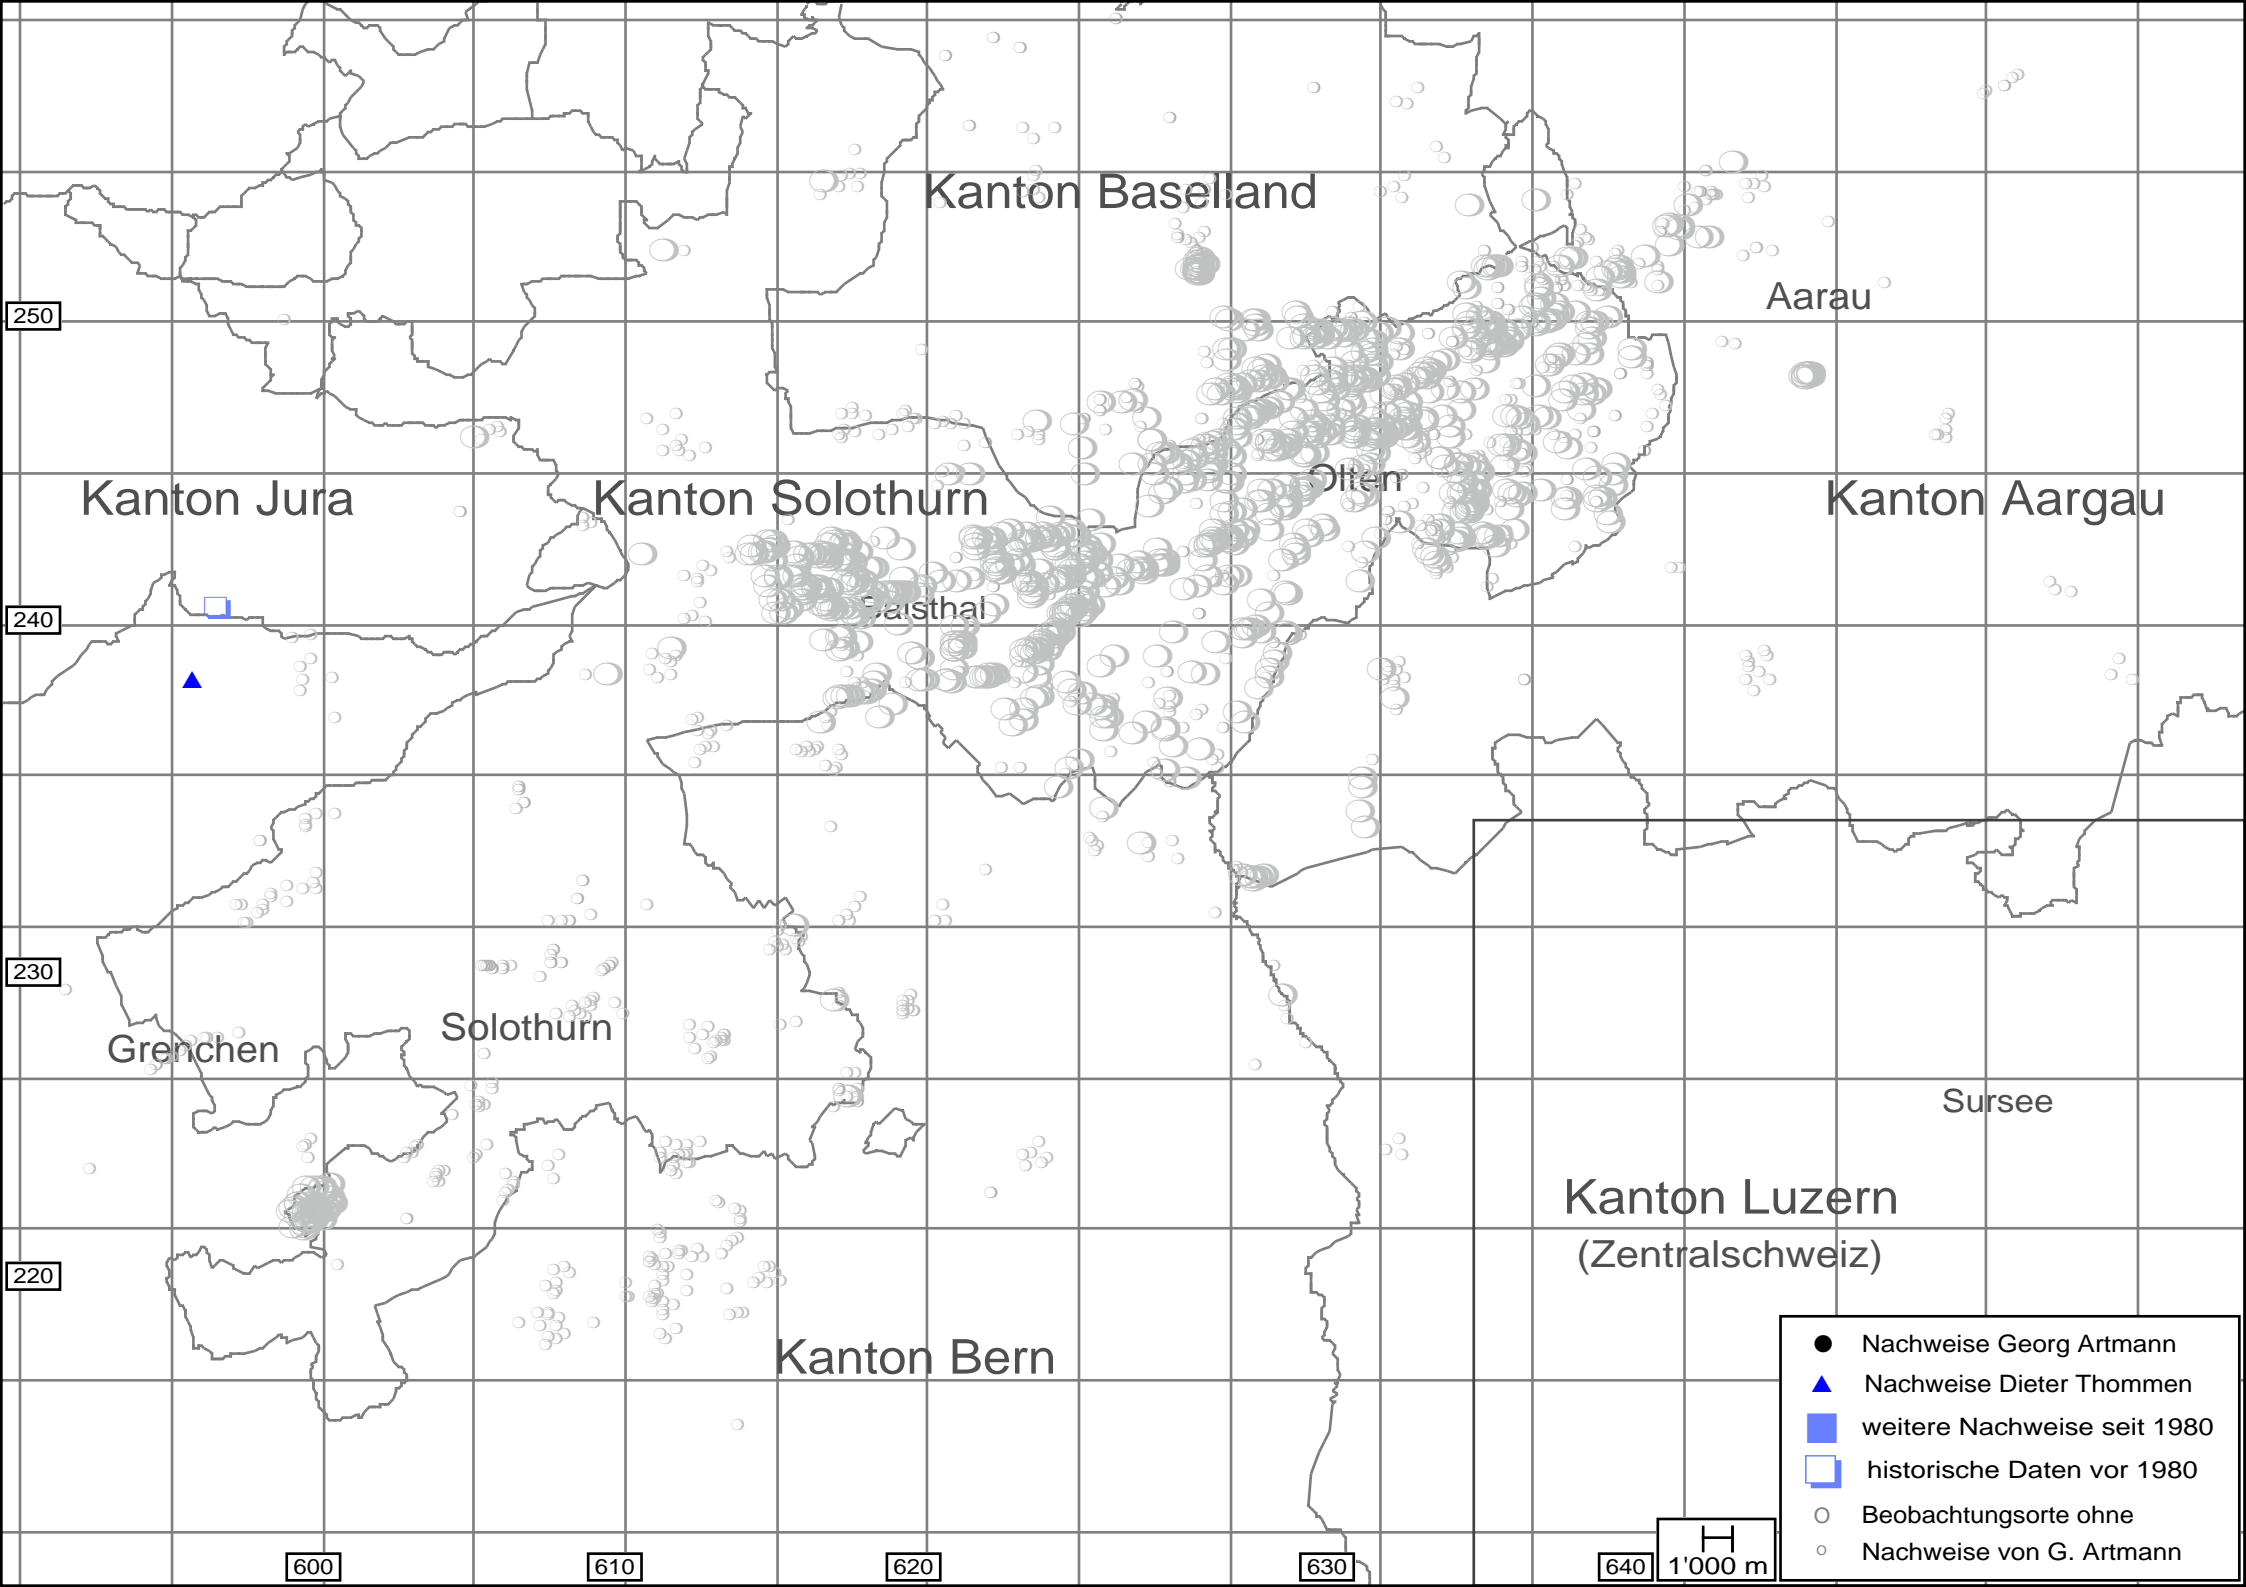 Kanton Baselland
Aarau
250
Olten
Kanton Jura
Kanton Solothurn
Kanton Aargau
Balsthal
240
230
Solothurn
Grenchen
Sursee
Kanton Luzern
(Zentralschweiz)
220
Kanton Bern
Nachweise Georg Artmann
Nachweise Dieter Thommen
weitere Nachweise seit 1980
historische Daten vor 1980
Beobachtungsorte ohne
Nachweise von G. Artmann
600
610
620
630
640
1'000 m